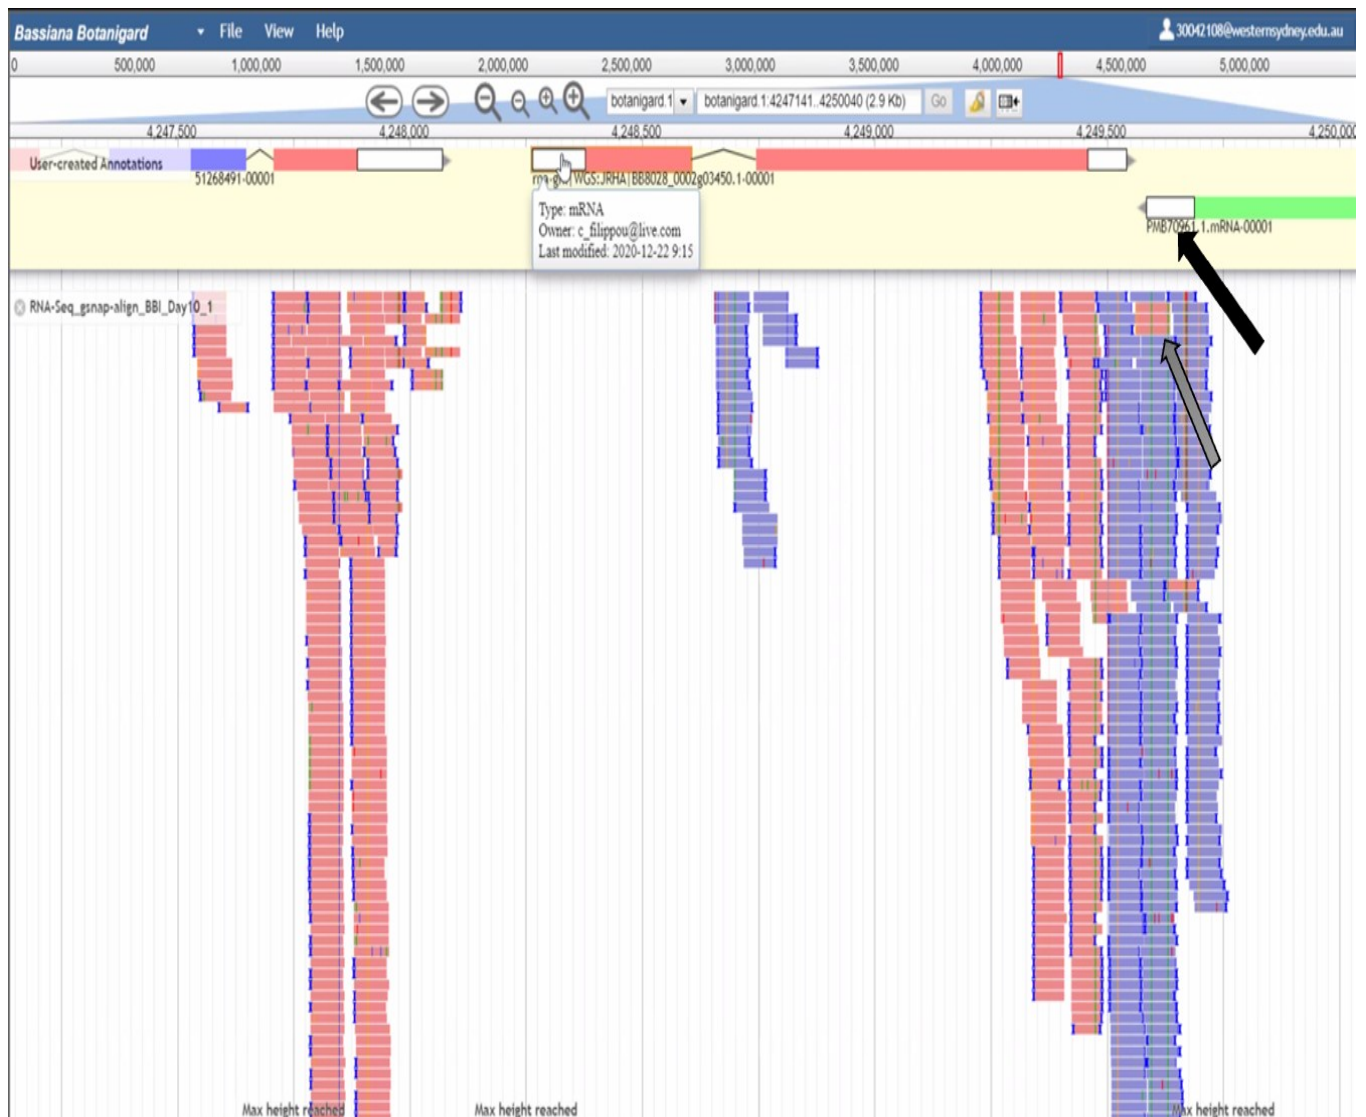 Bassiana Botanigard File View Help 30042108@westernsydney.edu.au
0 500,000 1,000,000 1,500,000 2,000,000 2,500,000 3,000,000 3,500,000 4,000,000 4,500,000 5,000,000
botanigard.1 botanigard.1:4247141..4250040 (2.9 Kb) Go
4,247,500 4,248,000 4,248,500 4,249,000 4,249,500 4,250,000
User-created Annotations
51268491-00001 WGS:JRHA|BB8028_0002g03450.1-00001
Type: mRNA
Owner: c_filippou@live.com
Last modified: 2020-12-22 9:15
PMB70961.1.mRNA-00001
RNA-Seq_gsnap-align_BBI_Day10_1
Max height reached Max height reached Max height reached